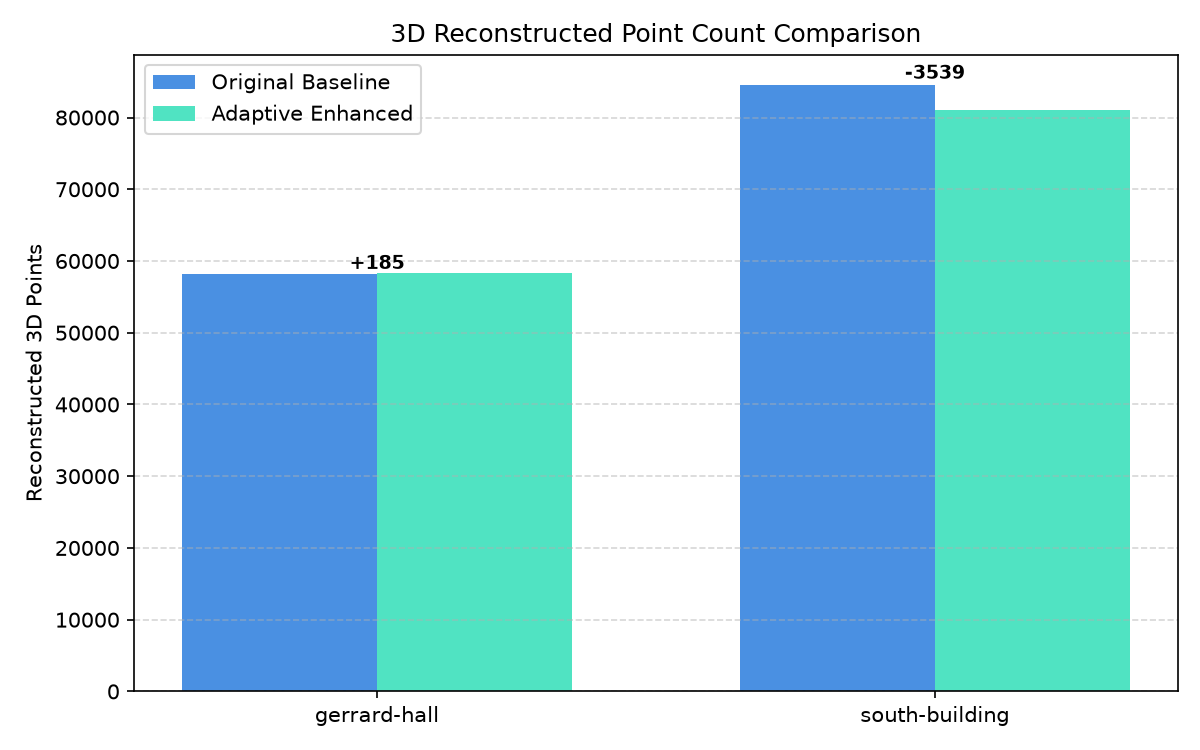 3D Reconstructed Point Count Comparison
Original Baseline
Adaptive Enhanced
Reconstructed 3D Points
80000
70000
60000
50000
40000
30000
20000
10000
0
+185
-3539
gerrard-hall
south-building